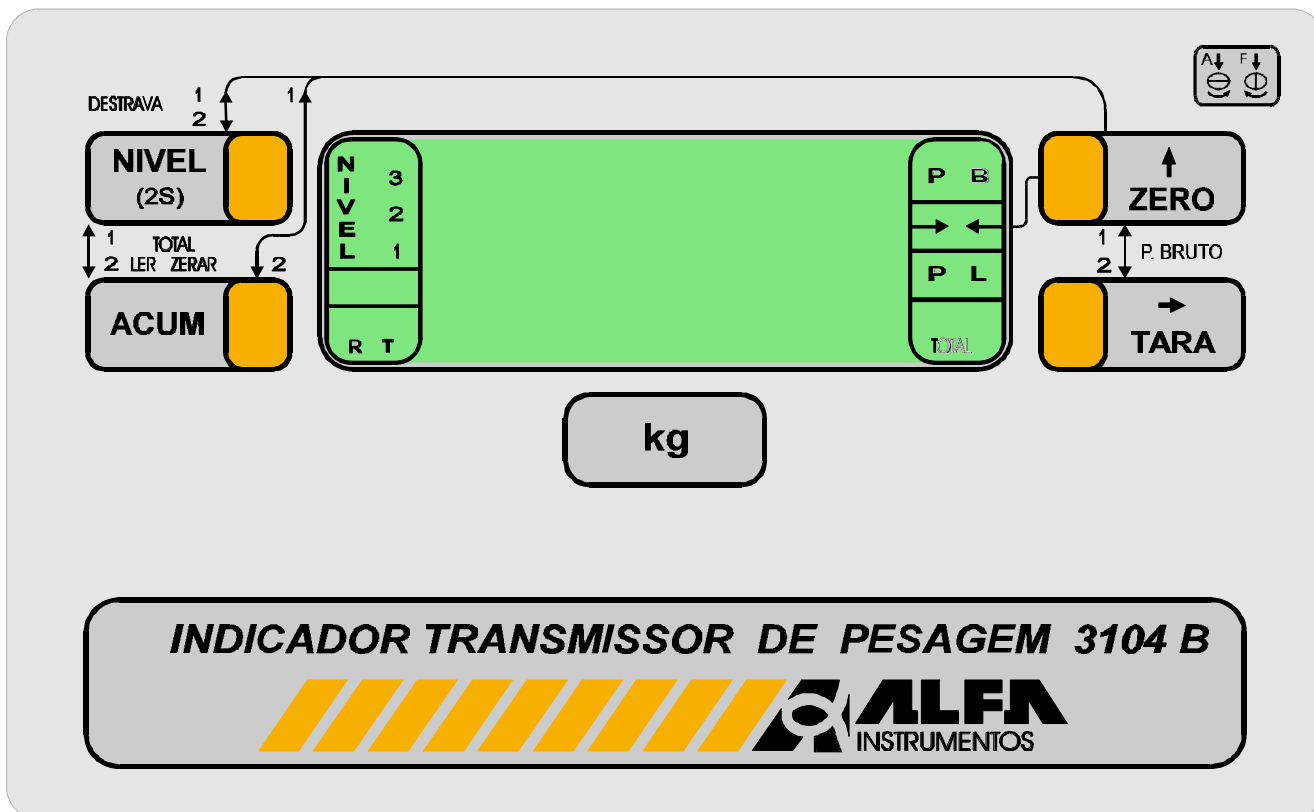 A F
DESTRAVA 1 2
1
NIVEL
(2S)
1 TOTAL
2 LER ZERAR
2
ACUM
NIVEL
3
2
1
R T
P B
P L
TOTAL
ZERO
1
2
P. BRUTO
TARA
kg
INDICADOR TRANSMISSOR DE PESAGEM 3104 B
ALFA
INSTRUMENTOS